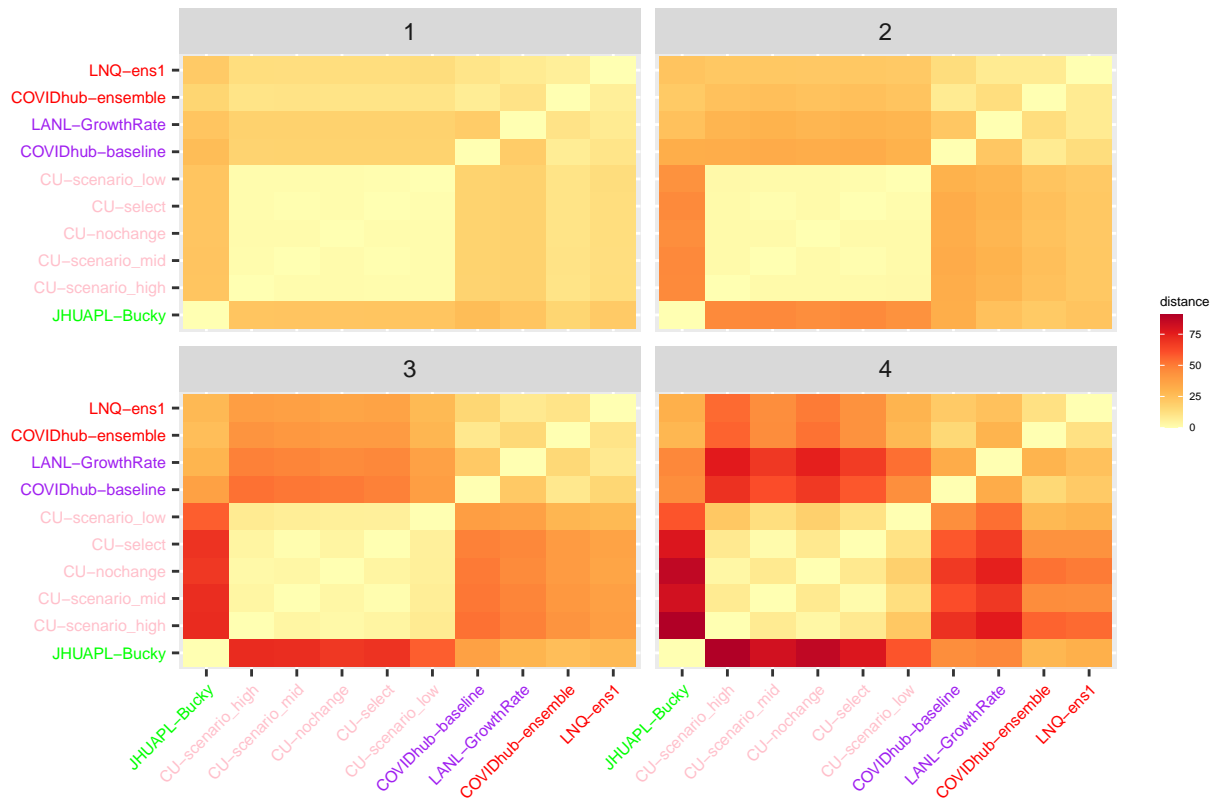 1
2
LNQ−ens1
COVIDhub−ensemble
LANL−GrowthRate
COVIDhub−baseline
CU−scenario_low
CU−select
CU−nochange
CU−scenario_mid
CU−scenario_high
JHUAPL−Bucky
distance
75
50
25
0
3
4
LNQ−ens1
COVIDhub−ensemble
LANL−GrowthRate
COVIDhub−baseline
CU−scenario_low
CU−select
CU−nochange
CU−scenario_mid
CU−scenario_high
JHUAPL−Bucky
JHUAPL−Bucky
CU−scenario_high
CU−scenario_mid
CU−nochange
CU−select
CU−scenario_low
COVIDhub−baseline
LANL−GrowthRate
COVIDhub−ensemble
LNQ−ens1
JHUAPL−Bucky
CU−scenario_high
CU−scenario_mid
CU−nochange
CU−select
CU−scenario_low
COVIDhub−baseline
LANL−GrowthRate
COVIDhub−ensemble
LNQ−ens1